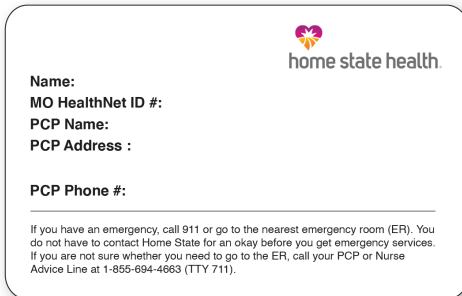 home state health.
Name:
MO HealthNet ID #:
PCP Name:
PCP Address :
PCP Phone #:
If you have an emergency, call 911 or go to the nearest emergency room (ER). You
do not have to contact Home State for an okay before you get emergency services.
If you are not sure whether you need to go to the ER, call your PCP or Nurse
Advice Line at 1-855-694-4663 (TTY 711).